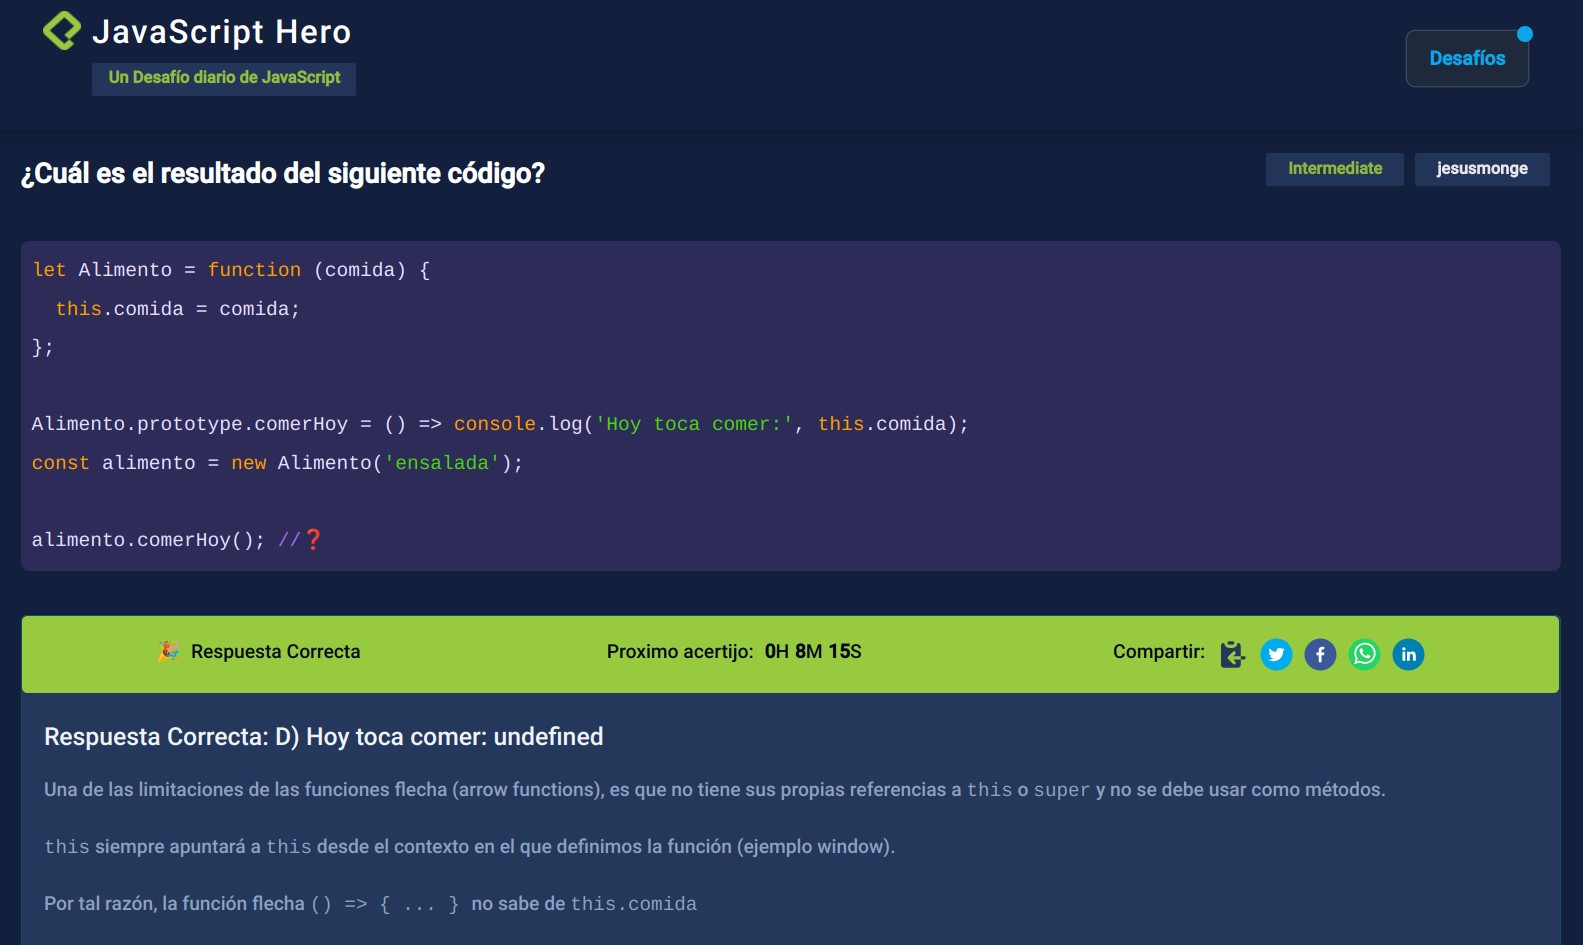 JavaScript Hero
Un Desafío diario de JavaScript
Desafíos
¿Cuál es el resultado del siguiente código?
Intermediate
jesusmonge
let Alimento = function (comida) {
  this.comida = comida;
};
Alimento.prototype.comerHoy = () => console.log('Hoy toca comer:', this.comida);
const alimento = new Alimento('ensalada');
alimento.comerHoy(); //❓
🎉 Respuesta Correcta
Proximo acertijo: 0H 8M 15S
Compartir:
Respuesta Correcta: D) Hoy toca comer: undefined
Una de las limitaciones de las funciones flecha (arrow functions), es que no tiene sus propias referencias a this o super y no se debe usar como métodos.
this siempre apuntará a this desde el contexto en el que definimos la función (ejemplo window).
Por tal razón, la función flecha () => { ... } no sabe de this.comida